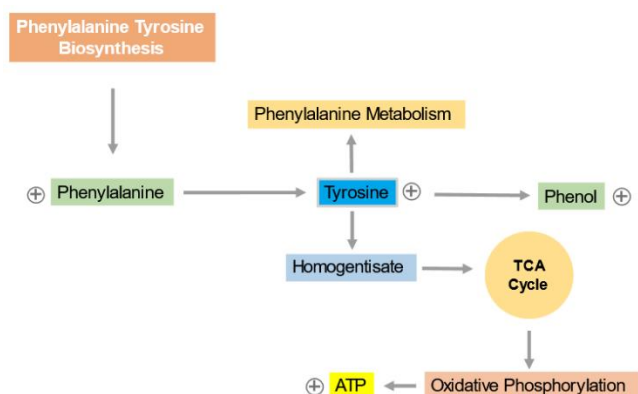 Phenylalanine Tyrosine
Biosynthesis
Phenylalanine Metabolism
Phenylalanine
Tyrosine
Phenol
Homogentisate
TCA
Cycle
ATP
Oxidative Phosphorylation